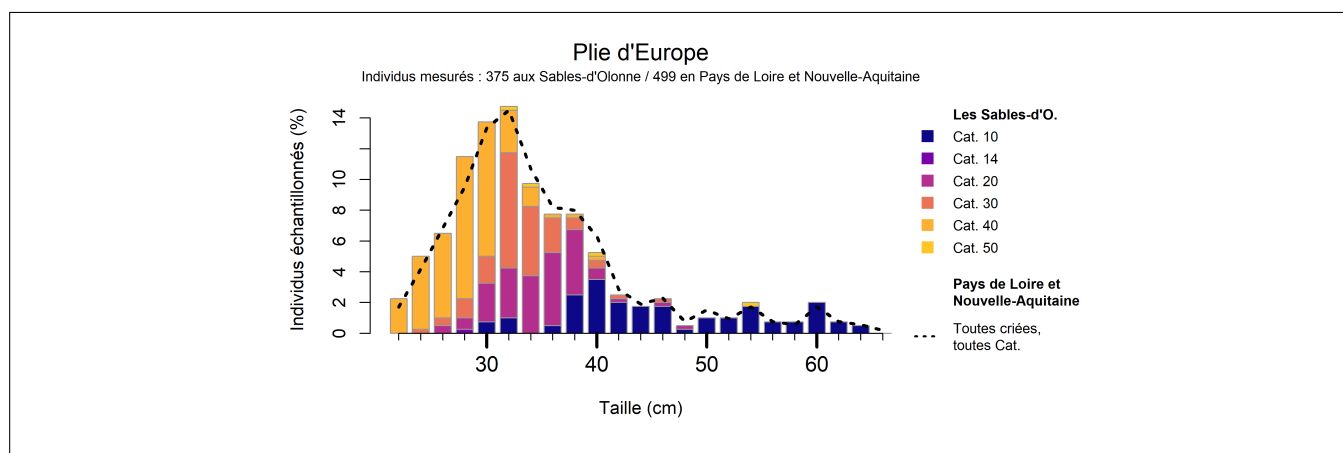 Plie d'Europe
Individus mesurés : 375 aux Sables-d'Olonne / 499 en Pays de Loire et Nouvelle-Aquitaine
Individus échantillonnés (%)
14
10
8
6
4
2
0
30
40
50
60
Taille (cm)
Les Sables-d'O.
Cat. 10
Cat. 14
Cat. 20
Cat. 30
Cat. 40
Cat. 50
Pays de Loire et
Nouvelle-Aquitaine
Toutes criées,
toutes Cat.